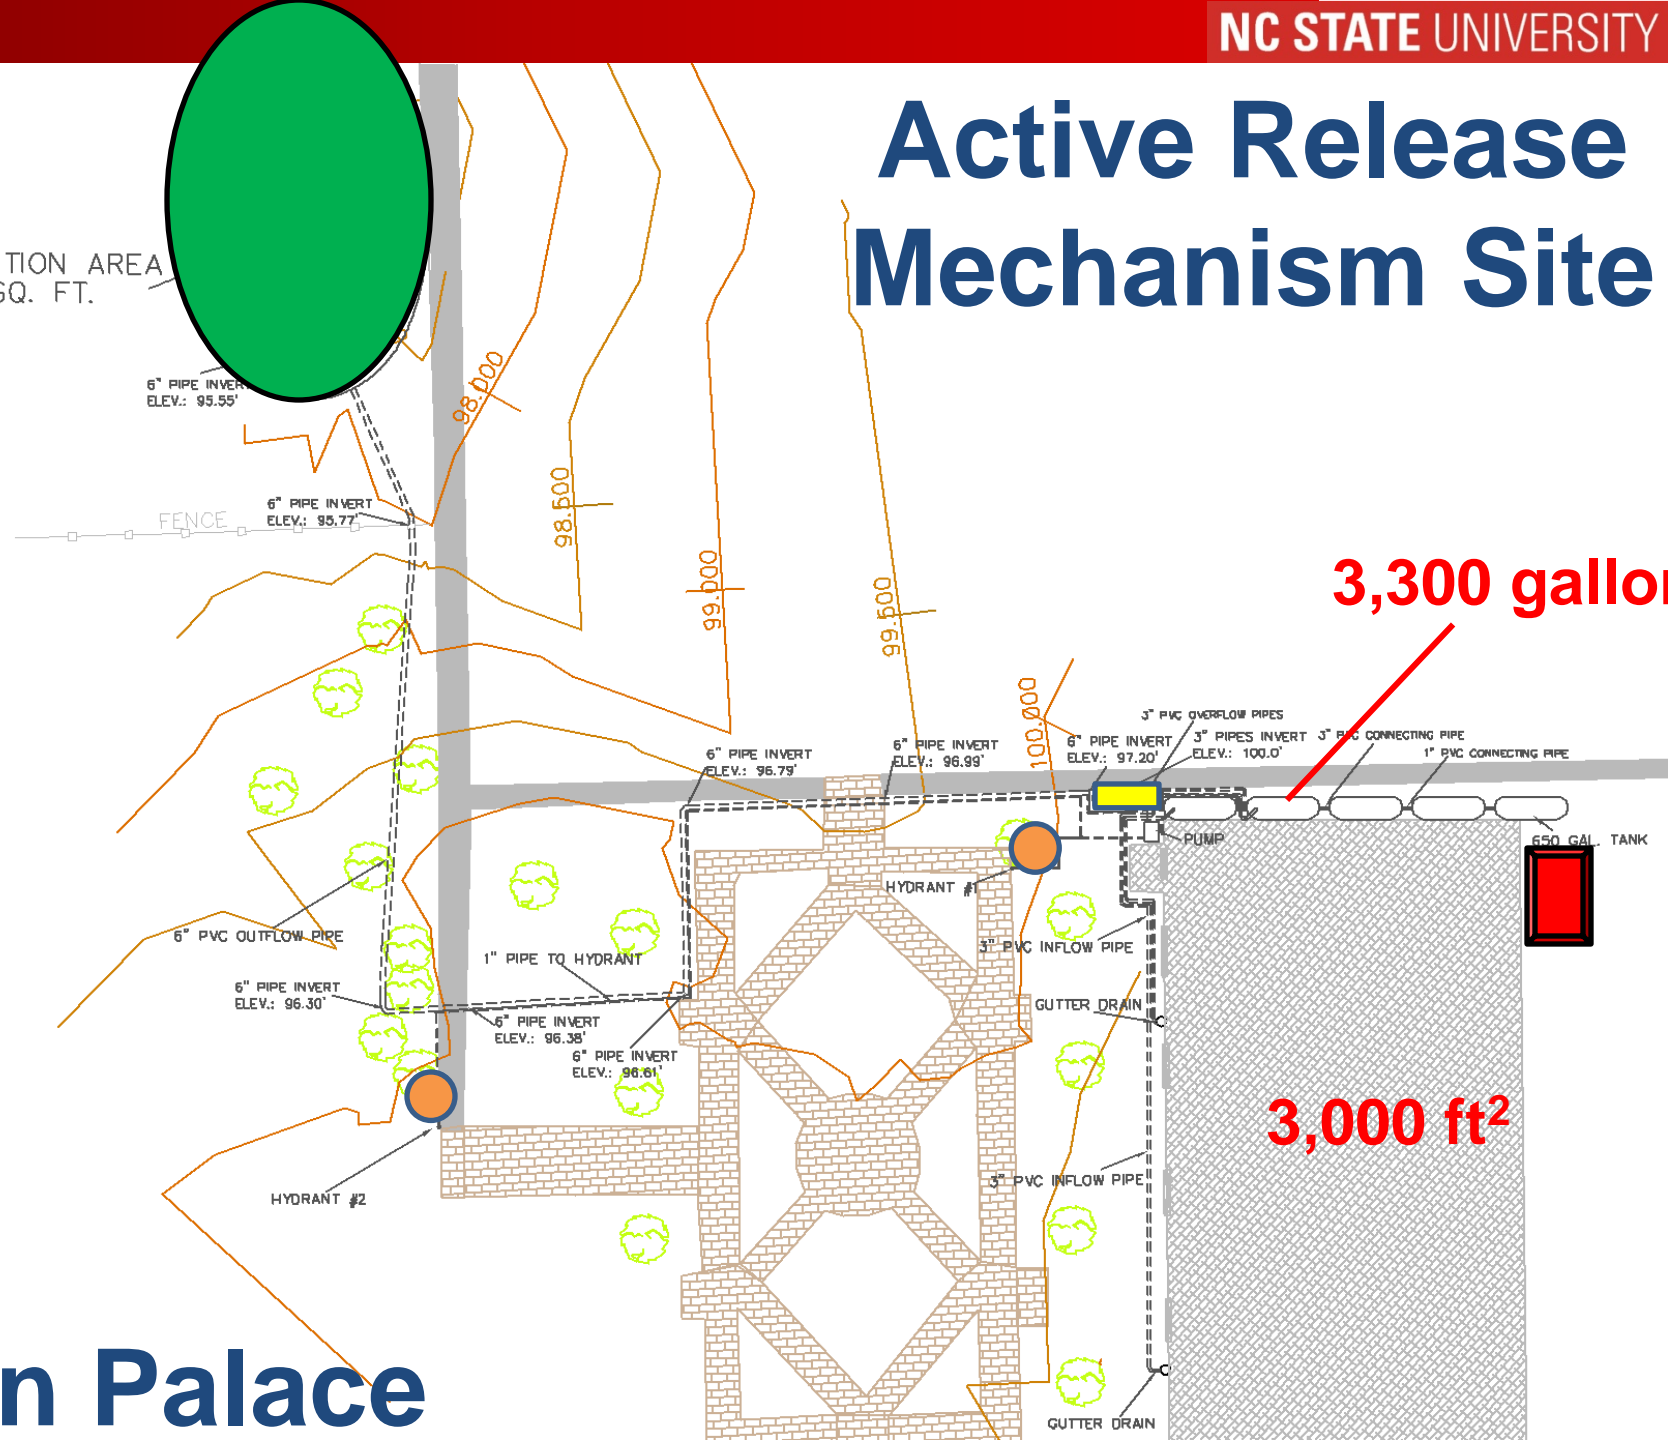 NC STATE UNIVERSITY
Active Release
Mechanism Site
TION AREA
SQ. FT.
6" PIPE INVER
ELEV.: 95.55'
98.000
6" PIPE INVERT
ELEV.: 95.77'
FENCE
98.500
99.000
99.500
3,300 gallon
100.000
3" PVC OVERFLOW PIPES
6" PIPE INVERT
ELEV.: 96.79'
6" PIPE INVERT
ELEV.: 96.99'
6" PIPE INVERT
ELEV.: 97.20'
3" PIPES INVERT
ELEV.: 100.0'
3" PVC CONNECTING PIPE
1" PVC CONNECTING PIPE
PUMP
650 GAL. TANK
HYDRANT #1
6" PVC OUTFLOW PIPE
1" PIPE TO HYDRANT
3" PVC INFLOW PIPE
6" PIPE INVERT
ELEV.: 96.30'
GUTTER DRAIN
6" PIPE INVERT
ELEV.: 96.38'
6" PIPE INVERT
ELEV.: 96.61'
3,000 ft²
3" PVC INFLOW PIPE
HYDRANT #2
n Palace
GUTTER DRAIN